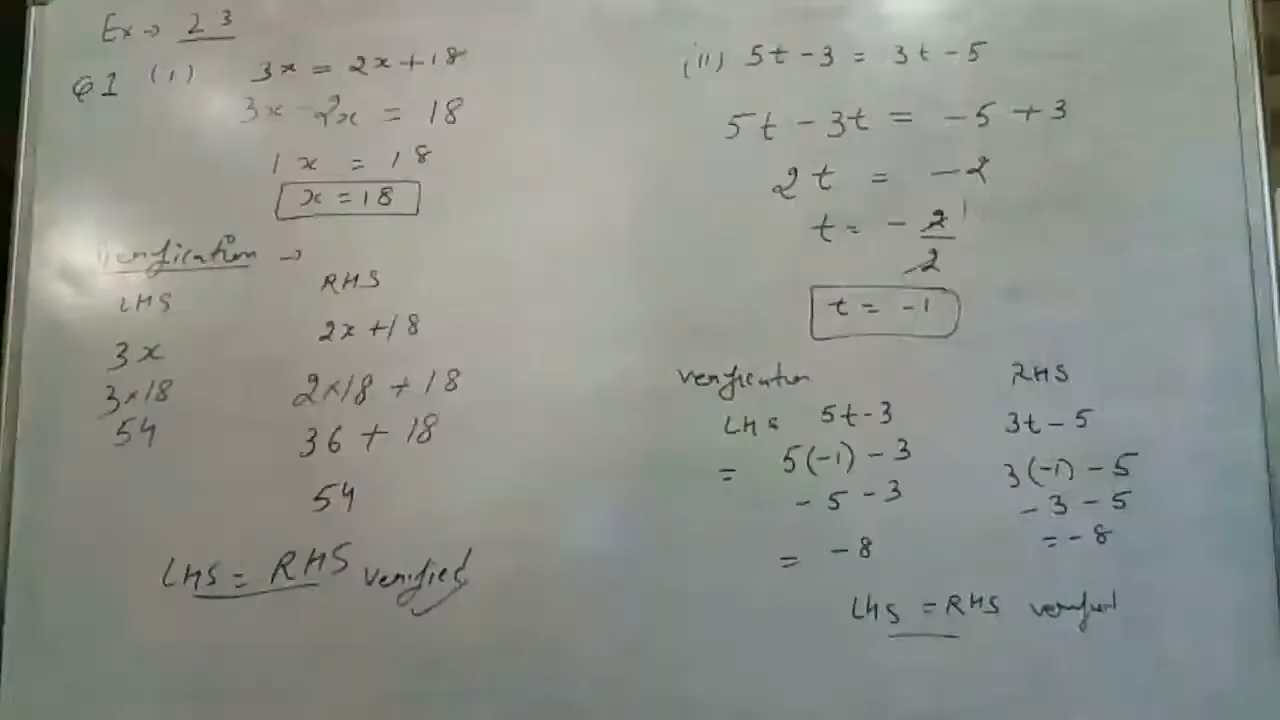 Ex → 2 3
Q1 (i) 3x = 2x + 18
3x - 2x = 18
1x = 18
x = 18
Verification →
LHS RHS
3x 2x + 18
3×18 2×18 + 18
54 36 + 18
54
LHS = RHS verified
(ii) 5t - 3 = 3t - 5
5t - 3t = -5 + 3
2t = -2
t = - 2/2 1
t = -1
Verification RHS
LHS 5t - 3 3t - 5
= 5(-1) - 3 3(-1) - 5
- 5 - 3 - 3 - 5
= -8 = - 8
LHS = RHS verified